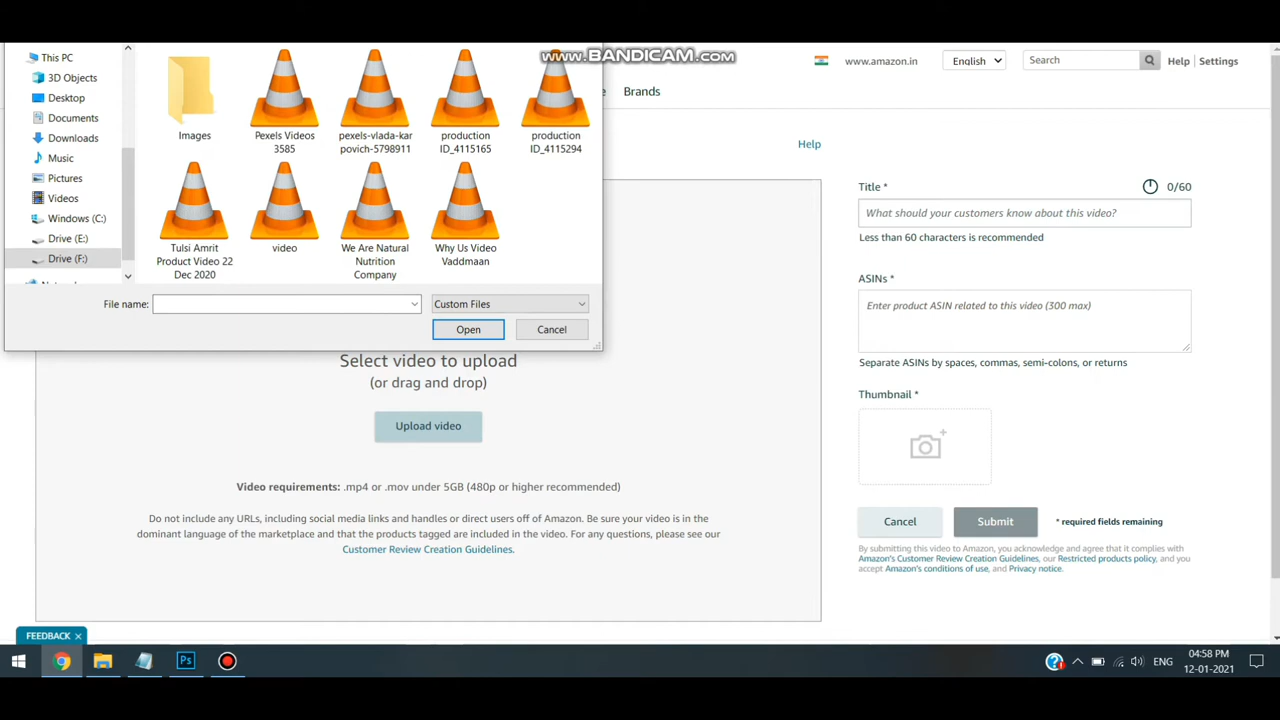 www.BANDICAM.com
This PC
3D Objects
Desktop
Documents
Downloads
Music
Pictures
Videos
Windows (C:)
Drive (E:)
Drive (F:)
Images
Pexels Videos
3585
pexels-vlada-kar
povich-5798911
production
ID_4115165
production
ID_4115294
Tulsi Amrit
Product Video 22
Dec 2020
video
We Are Natural
Nutrition
Company
Why Us Video
Vaddmaan
File name:
Custom Files
Open
Cancel
www.amazon.in
English
Search
Help
Settings
Brands
Help
Select video to upload
(or drag and drop)
Upload video
Video requirements: .mp4 or .mov under 5GB (480p or higher recommended)
Do not include any URLs, including social media links and handles or direct users off of Amazon. Be sure your video is in the
dominant language of the marketplace and that the products tagged are included in the video. For any questions, please see our
Customer Review Creation Guidelines.
Title *
0/60
What should your customers know about this video?
Less than 60 characters is recommended
ASINs *
Enter product ASIN related to this video (300 max)
Separate ASINs by spaces, commas, semi-colons, or returns
Thumbnail *
Cancel
Submit
* required fields remaining
By submitting this video to Amazon, you acknowledge and agree that it complies with
Amazon's Customer Review Creation Guidelines, our Restricted products policy, and you
accept Amazon's conditions of use, and Privacy notice.
FEEDBACK ×
Ps
ENG
04:58 PM
12-01-2021